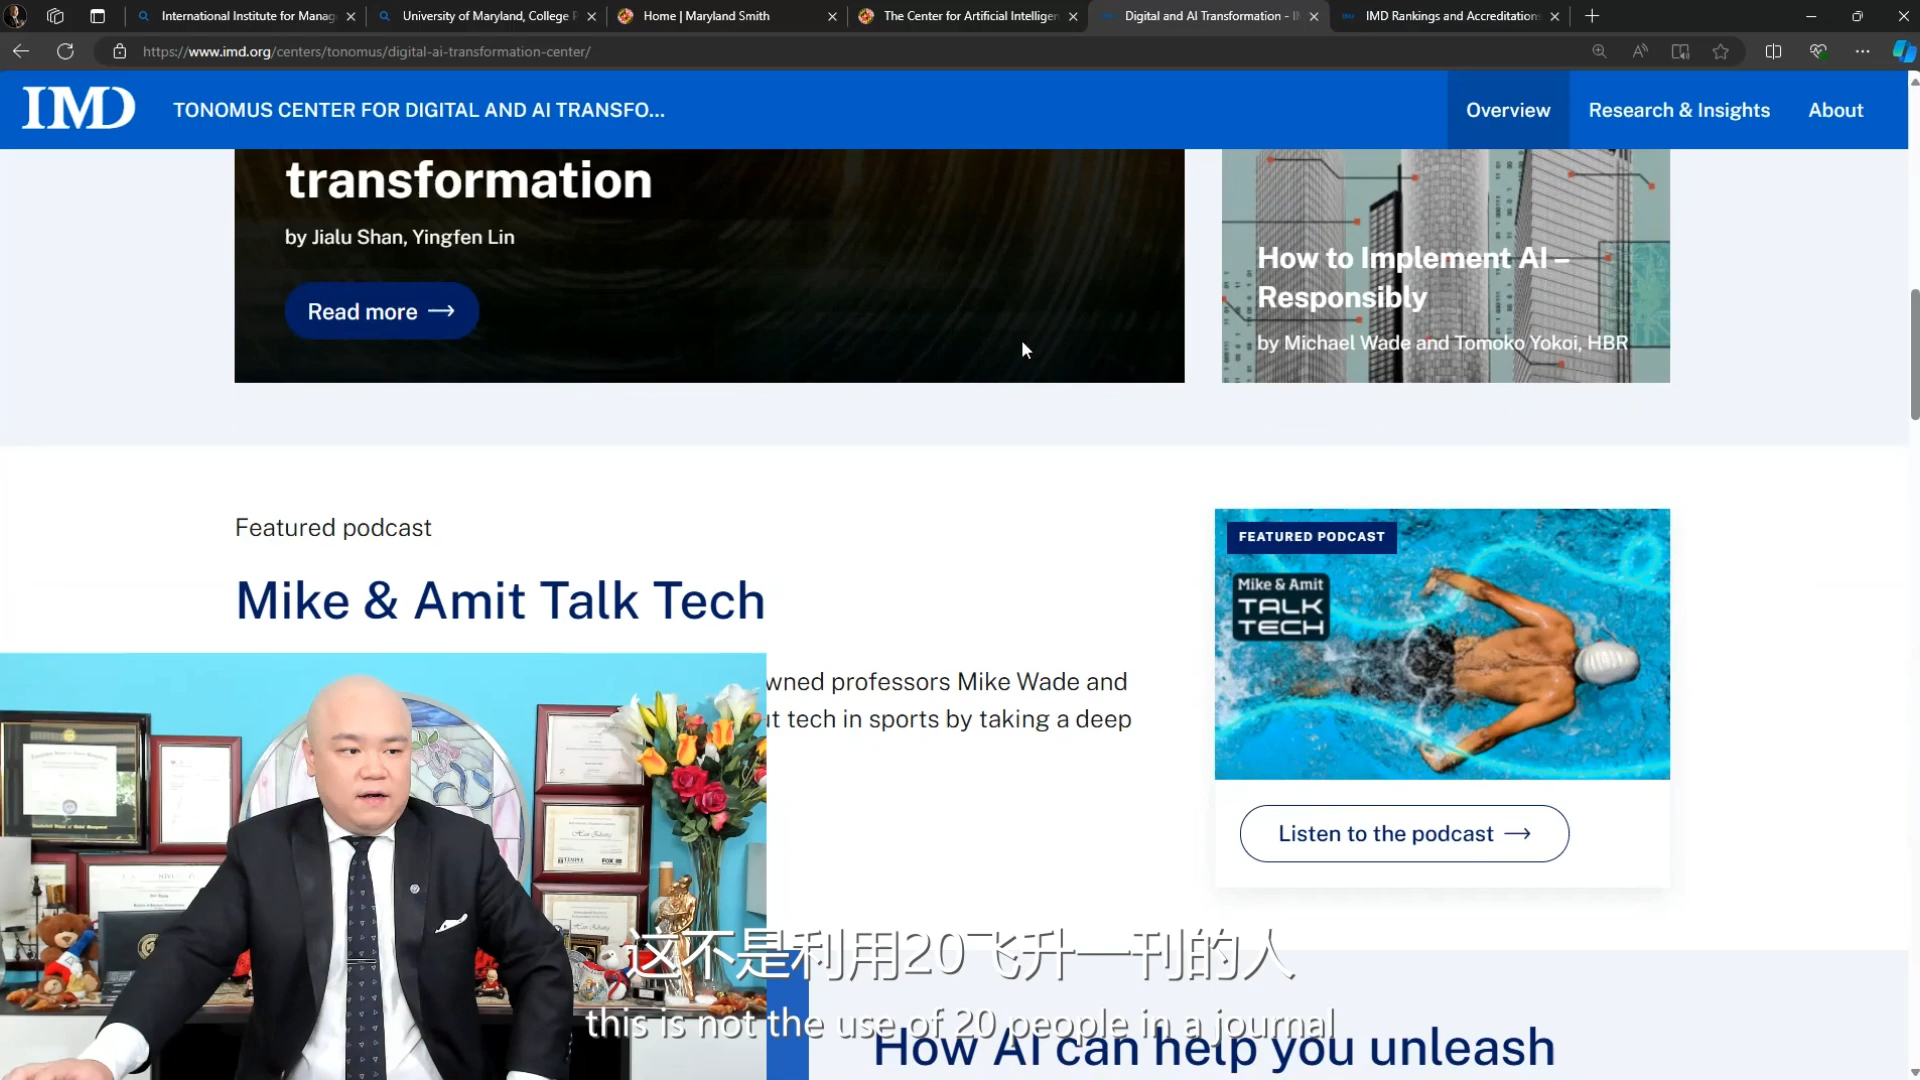 International Institute for Manag
University of Maryland, College P
Home | Maryland Smith
The Center for Artificial Intelligen
Digital and AI Transformation - I
IMD Rankings and Accreditations
https://www.imd.org/centers/tonomus/digital-ai-transformation-center/
IMD
TONOMUS CENTER FOR DIGITAL AND AI TRANSFO...
Overview
Research & Insights
About
transformation
by Jialu Shan, Yingfen Lin
Read more →
How to Implement AI –
Responsibly
by Michael Wade and Tomoko Yokoi, HBR
Featured podcast
Mike & Amit Talk Tech
wned professors Mike Wade and
ut tech in sports by taking a deep
FEATURED PODCAST
Mike & Amit
TALK
TECH
Listen to the podcast →
这不是利用20飞升一刊的人
this is not the use of 20 people in a journal
How AI can help you unleash